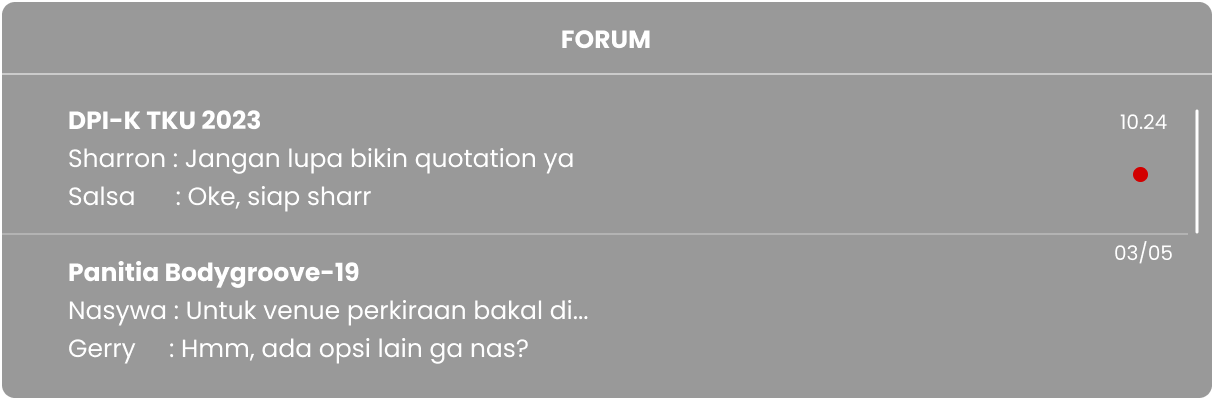 FORUM
DPI-K TKU 2023
10.24
Sharron : Jangan lupa bikin quotation ya
Salsa : Oke, siap sharr
03/05
Panitia Bodygroove-19
Nasywa : Untuk venue perkiraan bakal di...
Gerry : Hmm, ada opsi lain ga nas?